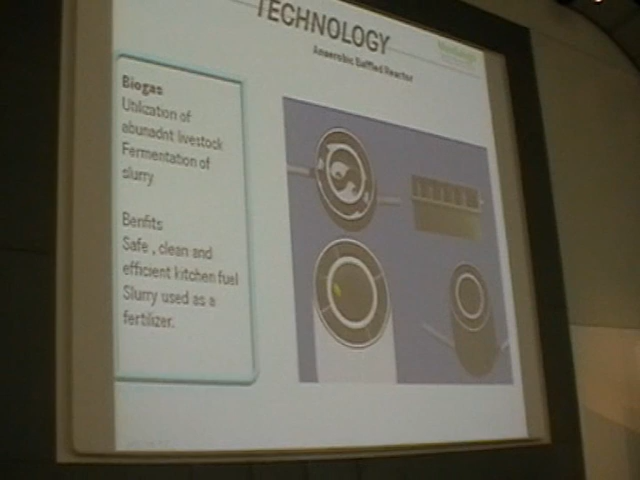 TECHNOLOGY
Anaerobic Baffled Reactor
Biogas
Utilization of
abunadnt livestock
Fermentation of
slurry
Benfits
Safe , clean and
efficient kitchen fuel
Slurry used as a
fertilizer.